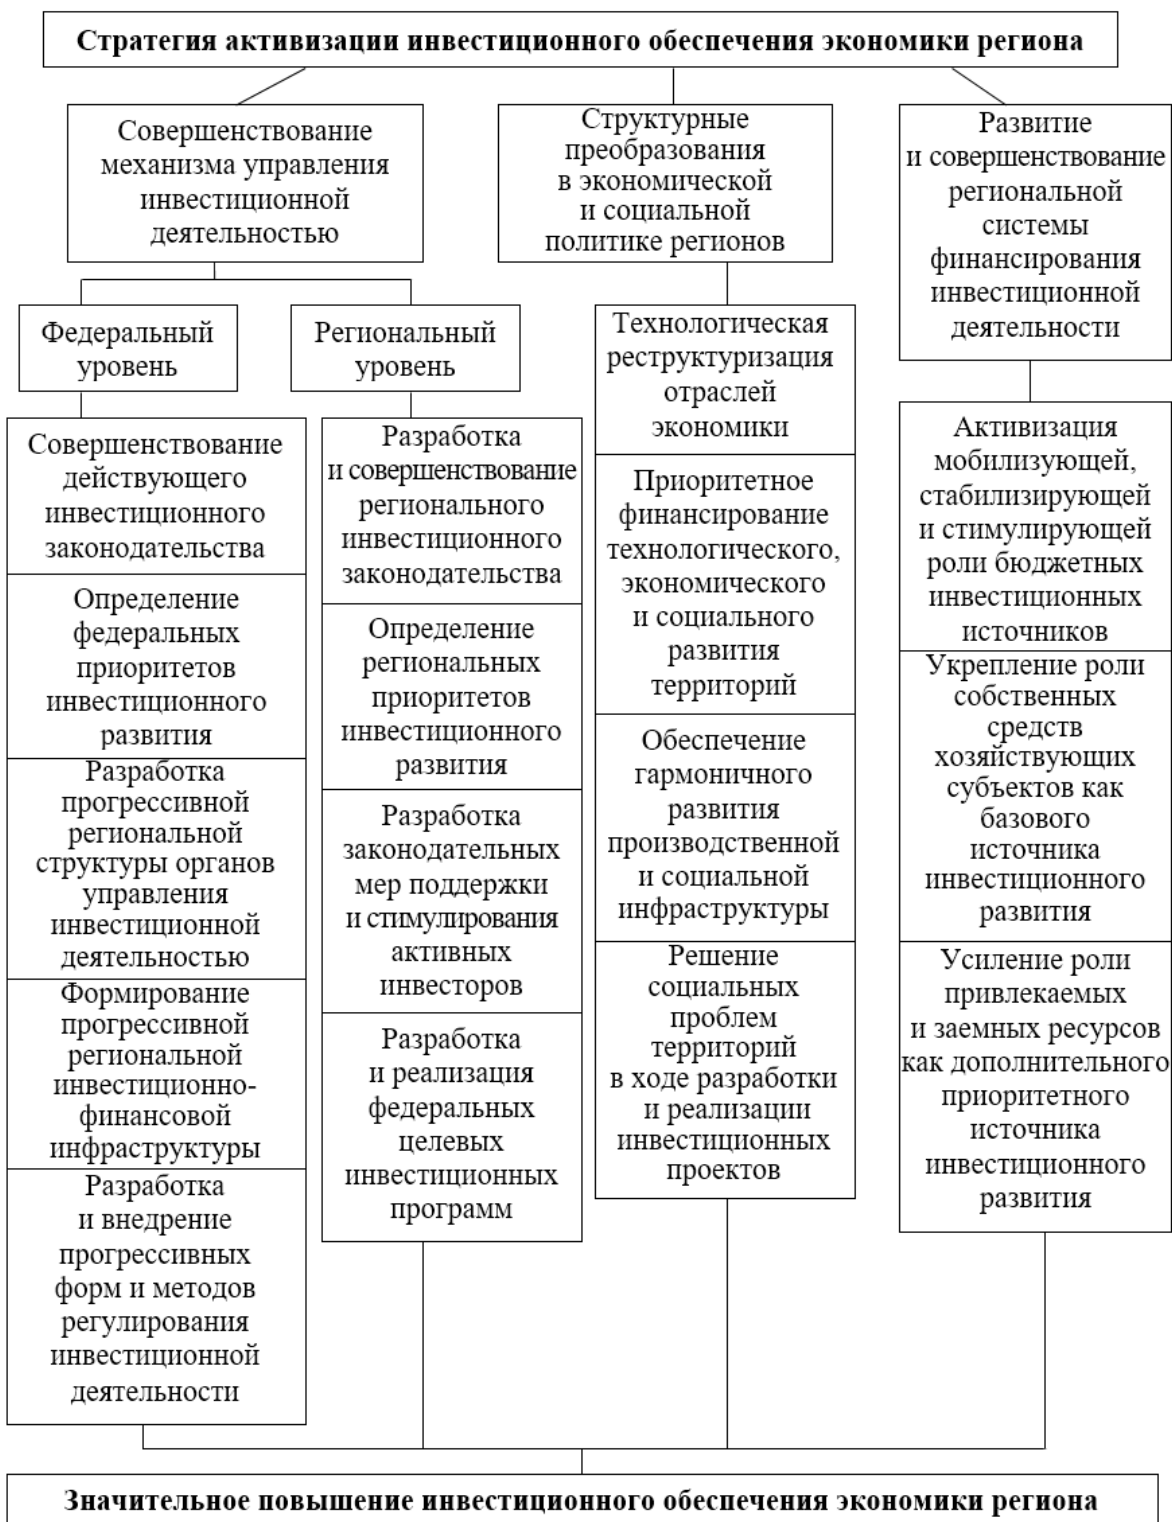 Стратегия активизации инвестиционного обеспечения экономики региона
Совершенствование
механизма управления
инвестиционной
деятельностью
Структурные
преобразования
в экономической
и социальной
политике регионов
Развитие
и совершенствование
региональной
системы
финансирования
инвестиционной
деятельности
Федеральный
уровень
Региональный
уровень
Совершенствование
действующего
инвестиционного
законодательства
Определение
федеральных
приоритетов
инвестиционного
развития
Разработка
прогрессивной
региональной
структуры органов
управления
инвестиционной
деятельностью
Формирование
прогрессивной
региональной
инвестиционно-
финансовой
инфраструктуры
Разработка
и внедрение
прогрессивных
форм и методов
регулирования
инвестиционной
деятельности
Разработка
и совершенствование
регионального
инвестиционного
законодательства
Определение
региональных
приоритетов
инвестиционного
развития
Разработка
законодательных
мер поддержки
и стимулирования
активных
инвесторов
Разработка
и реализация
федеральных
целевых
инвестиционных
программ
Технологическая
реструктуризация
отраслей
экономики
Приоритетное
финансирование
технологического,
экономического
и социального
развития
территорий
Обеспечение
гармоничного
развития
производственной
и социальной
инфраструктуры
Решение
социальных
проблем
территорий
в ходе разработки
и реализации
инвестиционных
проектов
Активизация
мобилизующей,
стабилизирующей
и стимулирующей
роли бюджетных
инвестиционных
источников
Укрепление роли
собственных
средств
хозяйствующих
субъектов как
базового
источника
инвестиционного
развития
Усиление роли
привлекаемых
и заемных ресурсов
как дополнительного
приоритетного
источника
инвестиционного
развития
Значительное повышение инвестиционного обеспечения экономики региона